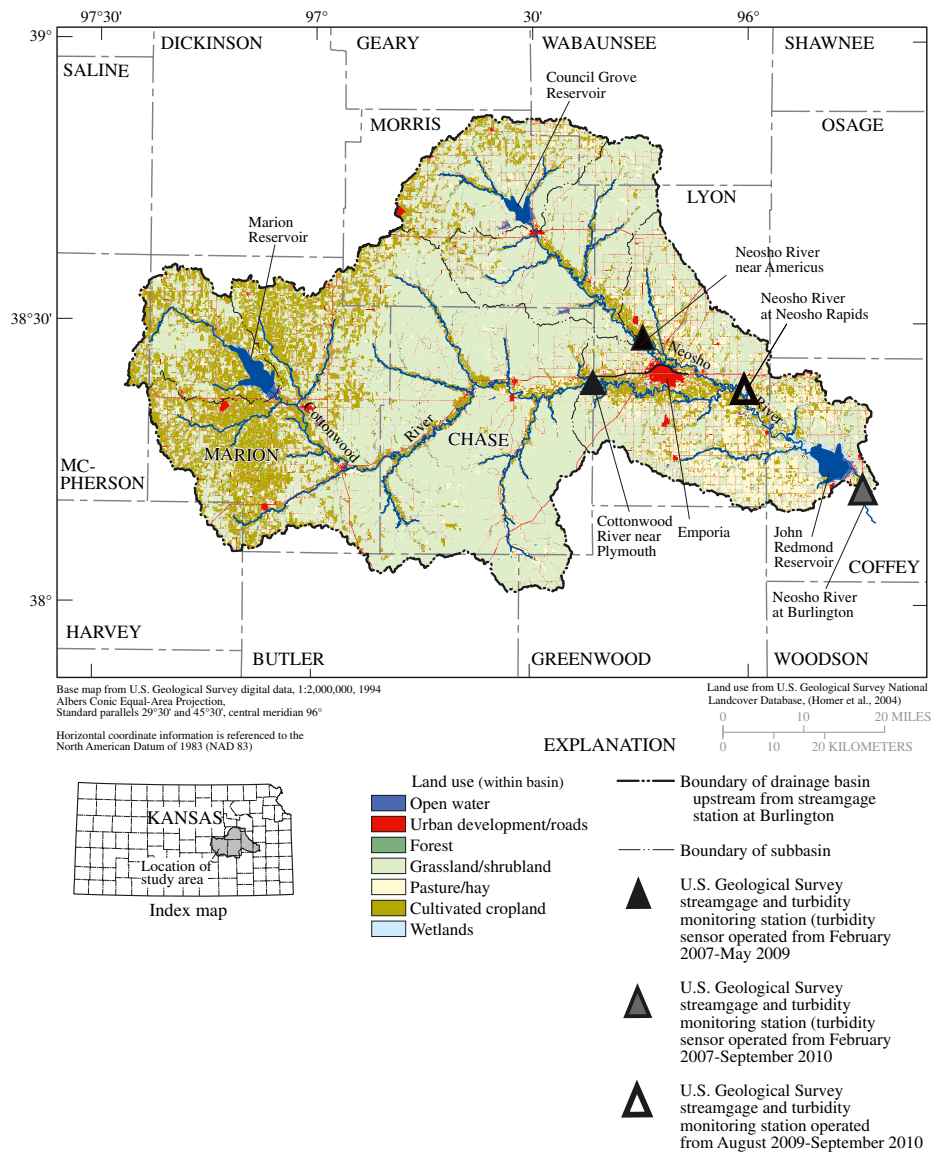 97°30'
97°
30'
96°
39°
38°30'
38°
DICKINSON
GEARY
WABAUNSEE
SHAWNEE
SALINE
Council Grove
Reservoir
MORRIS
OSAGE
LYON
Marion
Reservoir
Neosho River
near Americus
Neosho River
at Neosho Rapids
Neosho
River
Cottonwood
River
CHASE
MARION
MC-
PHERSON
Cottonwood
River near
Plymouth
Emporia
John
Redmond
Reservoir
COFFEY
Neosho River
at Burlington
HARVEY
BUTLER
GREENWOOD
WOODSON
Base map from U.S. Geological Survey digital data, 1:2,000,000, 1994
Albers Conic Equal-Area Projection,
Standard parallels 29°30' and 45°30', central meridian 96°
Horizontal coordinate information is referenced to the
North American Datum of 1983 (NAD 83)
Land use from U.S. Geological Survey National
Landcover Database, (Homer et al., 2004)
0 10 20 MILES
0 10 20 KILOMETERS
EXPLANATION
KANSAS
Location of
study area
Index map
Land use (within basin)
Open water
Urban development/roads
Forest
Grassland/shrubland
Pasture/hay
Cultivated cropland
Wetlands
Boundary of drainage basin
upstream from streamgage
station at Burlington
Boundary of subbasin
U.S. Geological Survey
streamgage and turbidity
monitoring station (turbidity
sensor operated from February
2007-May 2009
U.S. Geological Survey
streamgage and turbidity
monitoring station (turbidity
sensor operated from February
2007-September 2010
U.S. Geological Survey
streamgage and turbidity
monitoring station operated
from August 2009-September 2010